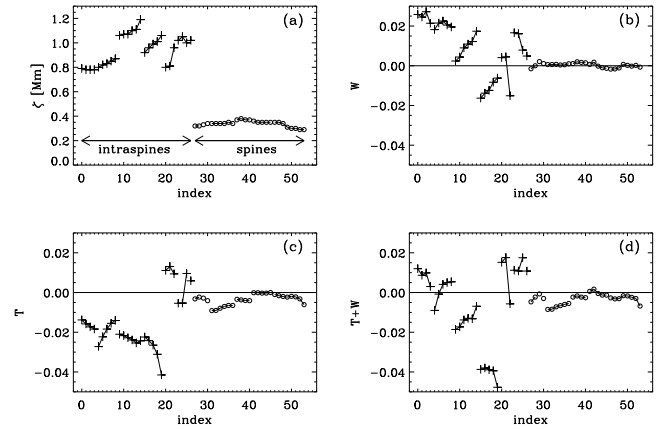 (a)
ζ [Mm]
1.2
1.0
0.8
0.6
0.4
0.2
0.0
intraspines
spines
0 10 20 30 40 50
index
(b)
W
0.02
0.00
−0.02
−0.04
0 10 20 30 40 50
index
(c)
T
0.02
0.00
−0.02
−0.04
0 10 20 30 40 50
index
(d)
T+W
0.02
0.00
−0.02
−0.04
0 10 20 30 40 50
index